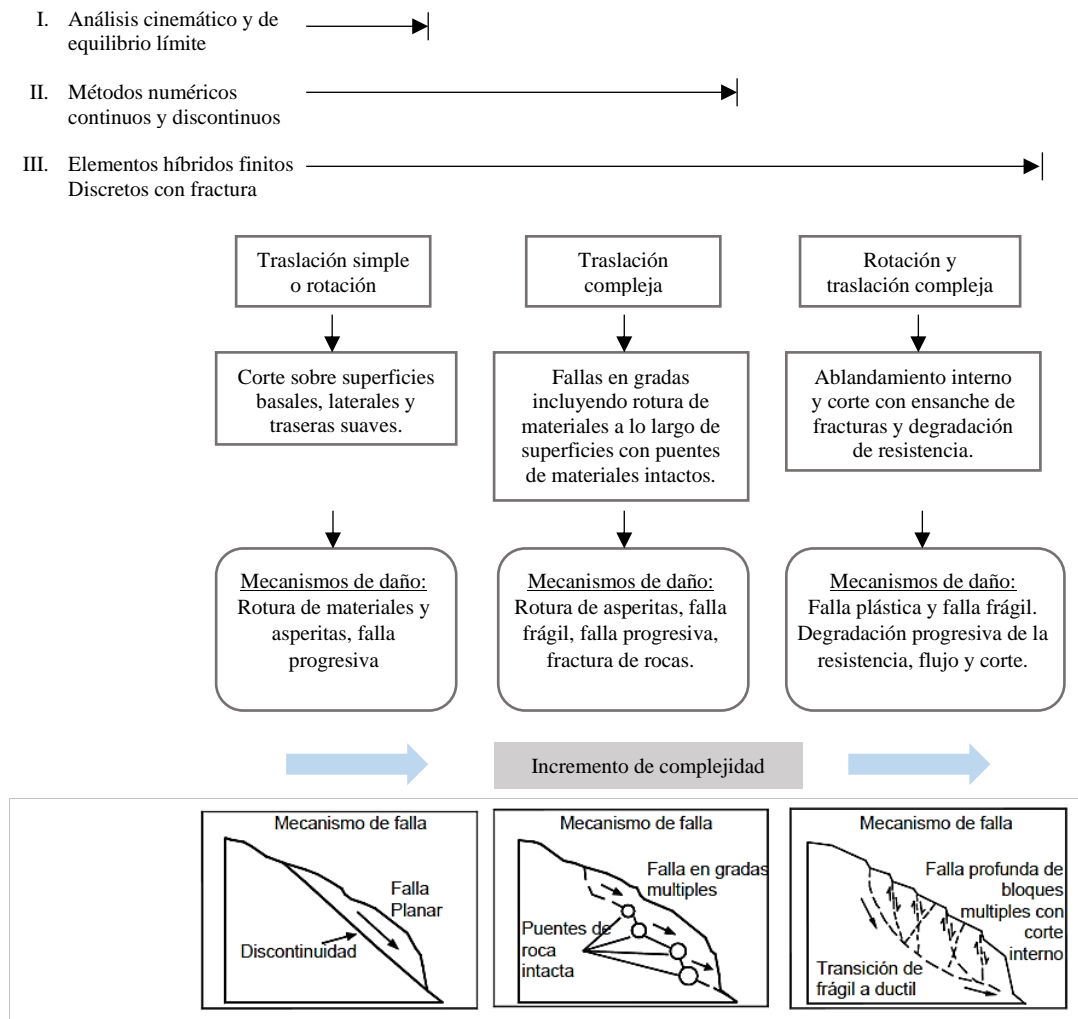 I. Análisis cinemático y de
equilibrio límite
II. Métodos numéricos
continuos y discontinuos
III. Elementos híbridos finitos
Discretos con fractura
Traslación simple
o rotación
Traslación
compleja
Rotación y
traslación compleja
Corte sobre superficies
basales, laterales y
traseras suaves.
Fallas en gradas
incluyendo rotura de
materiales a lo largo de
superficies con puentes
de materiales intactos.
Ablandamiento interno
y corte con ensanche de
fracturas y degradación
de resistencia.
Mecanismos de daño:
Rotura de materiales y
asperitas, falla
progresiva
Mecanismos de daño:
Rotura de asperitas, falla
frágil, falla progresiva,
fractura de rocas.
Mecanismos de daño:
Falla plástica y falla frágil.
Degradación progresiva de la
resistencia, flujo y corte.
Incremento de complejidad
Mecanismo de falla
Falla
Planar
Discontinuidad
Mecanismo de falla
Falla en gradas
multiples
Puentes de
roca
intacta
Mecanismo de falla
Falla profunda de
bloques
multiples con
corte
interno
Transición de
frágil a ductil